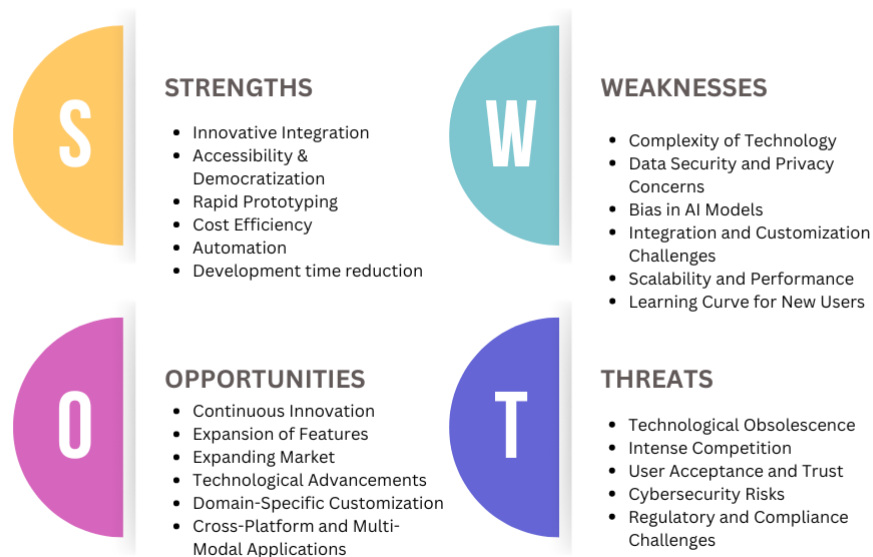 S
STRENGTHS
Innovative Integration
Accessibility &
Democratization
Rapid Prototyping
Cost Efficiency
Automation
Development time reduction
W
WEAKNESSES
Complexity of Technology
Data Security and Privacy
Concerns
Bias in AI Models
Integration and Customization
Challenges
Scalability and Performance
Learning Curve for New Users
O
OPPORTUNITIES
Continuous Innovation
Expansion of Features
Expanding Market
Technological Advancements
Domain-Specific Customization
Cross-Platform and Multi-
Modal Applications
T
THREATS
Technological Obsolescence
Intense Competition
User Acceptance and Trust
Cybersecurity Risks
Regulatory and Compliance
Challenges